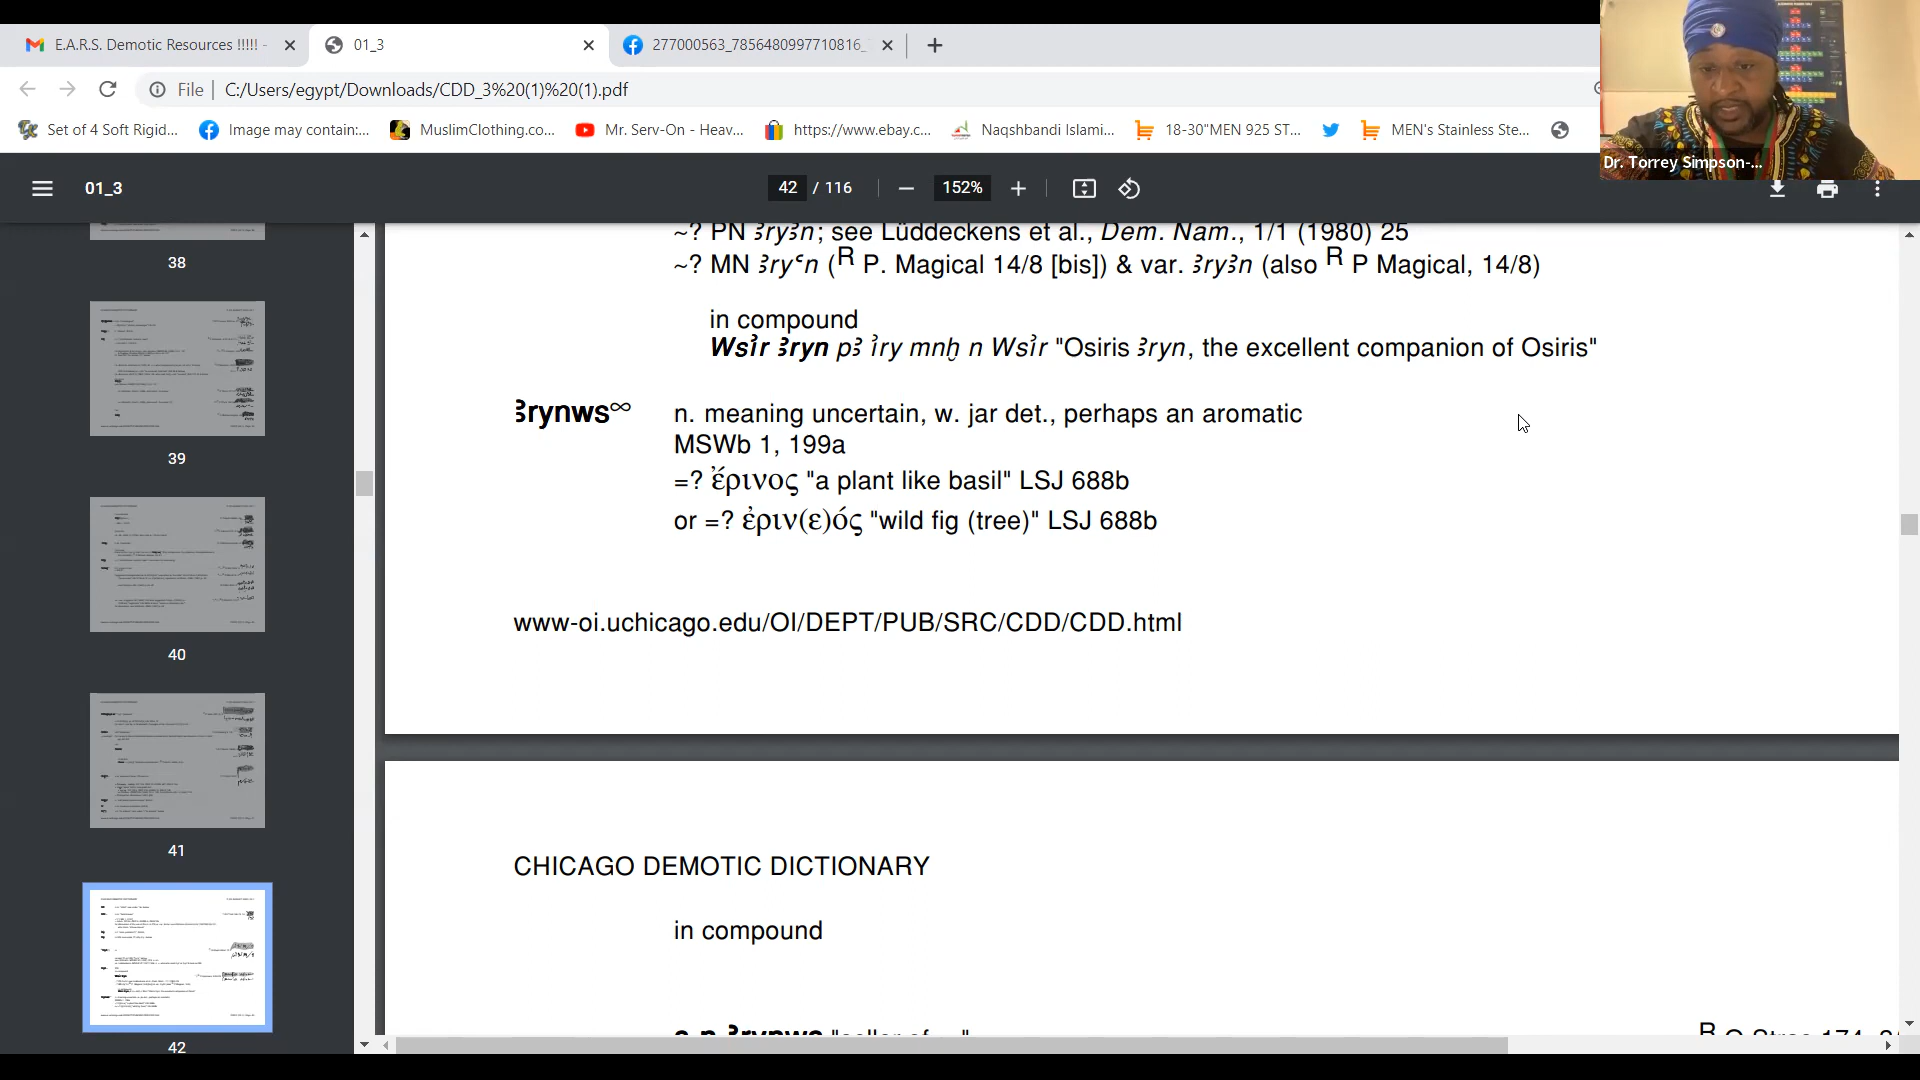 E.A.R.S. Demotic Resources !!!!! -
01_3
277000563_7856480997710816_
File
C:/Users/egypt/Downloads/CDD_3%20(1)%20(1).pdf
Set of 4 Soft Rigid...
Image may contain:...
MuslimClothing.co...
Mr. Serv-On - Heav...
https://www.ebay.c...
Naqshbandi Islami...
18-30"MEN 925 ST...
MEN's Stainless Ste...
Dr. Torrey Simpson-...
01_3
42 / 116
152%
38
39
40
41
42
~? PN ꜣryꜣn; see Lüddeckens et al., Dem. Nam., 1/1 (1980) 25
~? MN ꜣryꜥn (R P. Magical 14/8 [bis]) & var. ꜣryꜣn (also R P Magical, 14/8)
in compound
Wsỉr ꜣryn pꜣ ỉry mnḫ n Wsỉr "Osiris ꜣryn, the excellent companion of Osiris"
ꜣrynws∞ n. meaning uncertain, w. jar det., perhaps an aromatic
MSWb 1, 199a
=? ἔρινος "a plant like basil" LSJ 688b
or =? ἐριν(ε)ός "wild fig (tree)" LSJ 688b
www-oi.uchicago.edu/OI/DEPT/PUB/SRC/CDD/CDD.html
CHICAGO DEMOTIC DICTIONARY
in compound